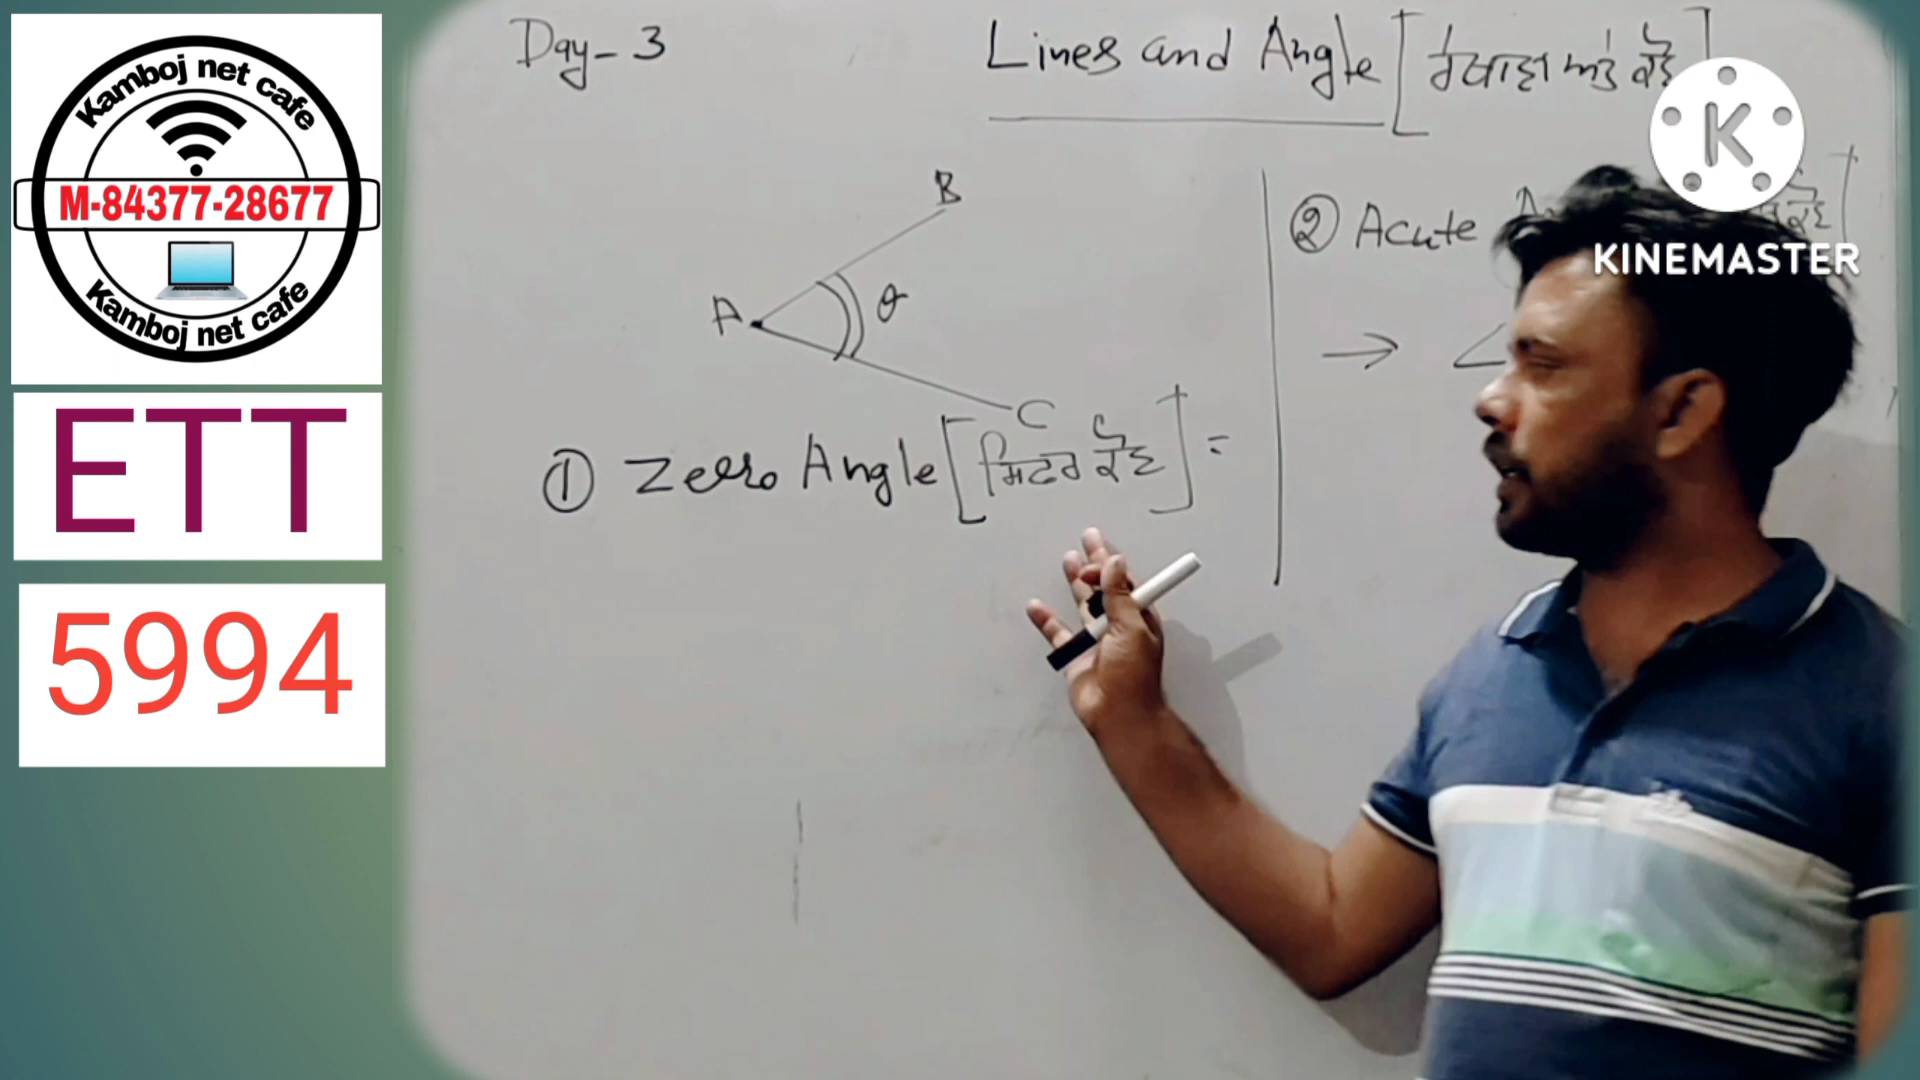 Kamboj net cafe
M-84377-28677
Kamboj net cafe
ETT
5994
Day-3
Lines and Angle [ਰੇਖਾਵਾਂ ਅਤੇ ਕੋਣ]
B
A
θ
C
① Zero Angle [ਸਿਫਰ ਕੋਣ] =
② Acute
ਕੋਣ]
→ ∠
K
KINEMASTER